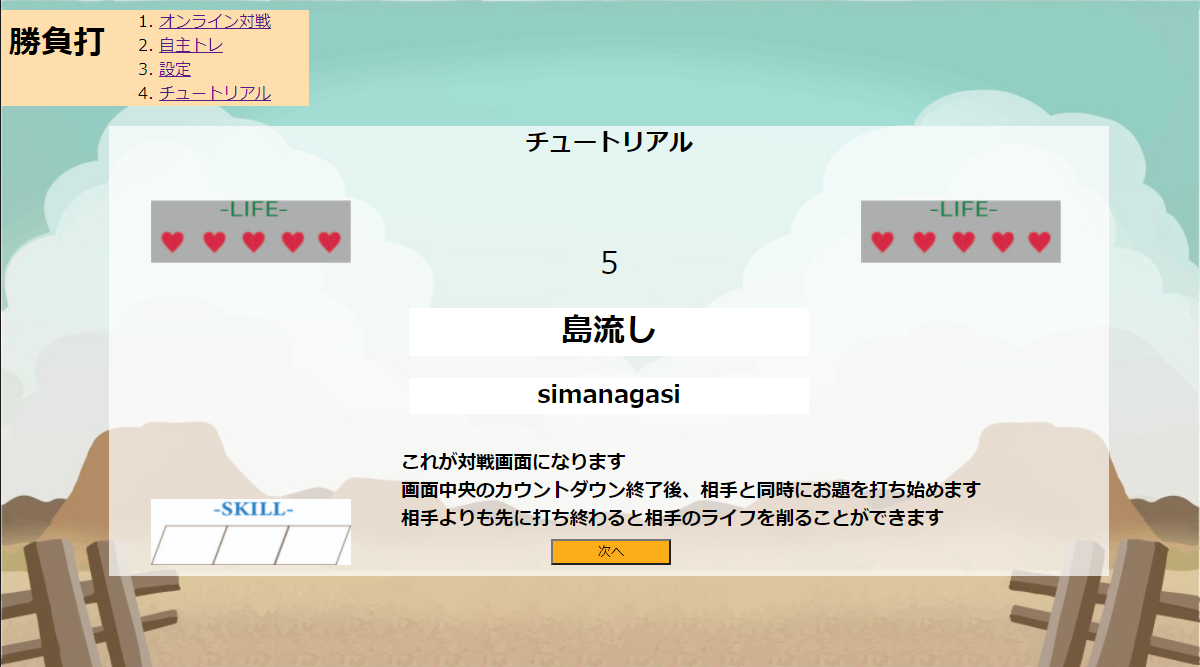 勝負打
1. オンライン対戦
2. 自主トレ
3. 設定
4. チュートリアル
チュートリアル
-LIFE-
-LIFE-
5
島流し
simanagasi
これが対戦画面になります
画面中央のカウントダウン終了後、相手と同時にお題を打ち始めます
相手よりも先に打ち終わると相手のライフを削ることができます
-SKILL-
次へ